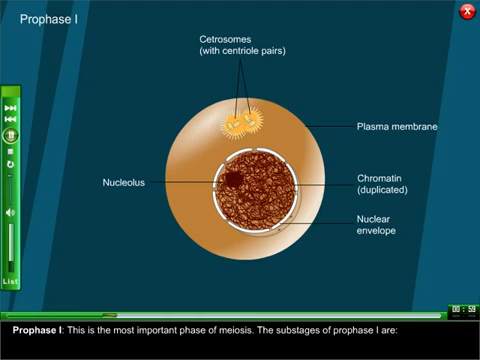 Prophase I
Cetrosomes
(with centriole pairs)
Plasma membrane
Nucleolus
Chromatin
(duplicated)
Nuclear
envelope
List
00:59
Prophase I: This is the most important phase of meiosis. The substages of prophase I are: